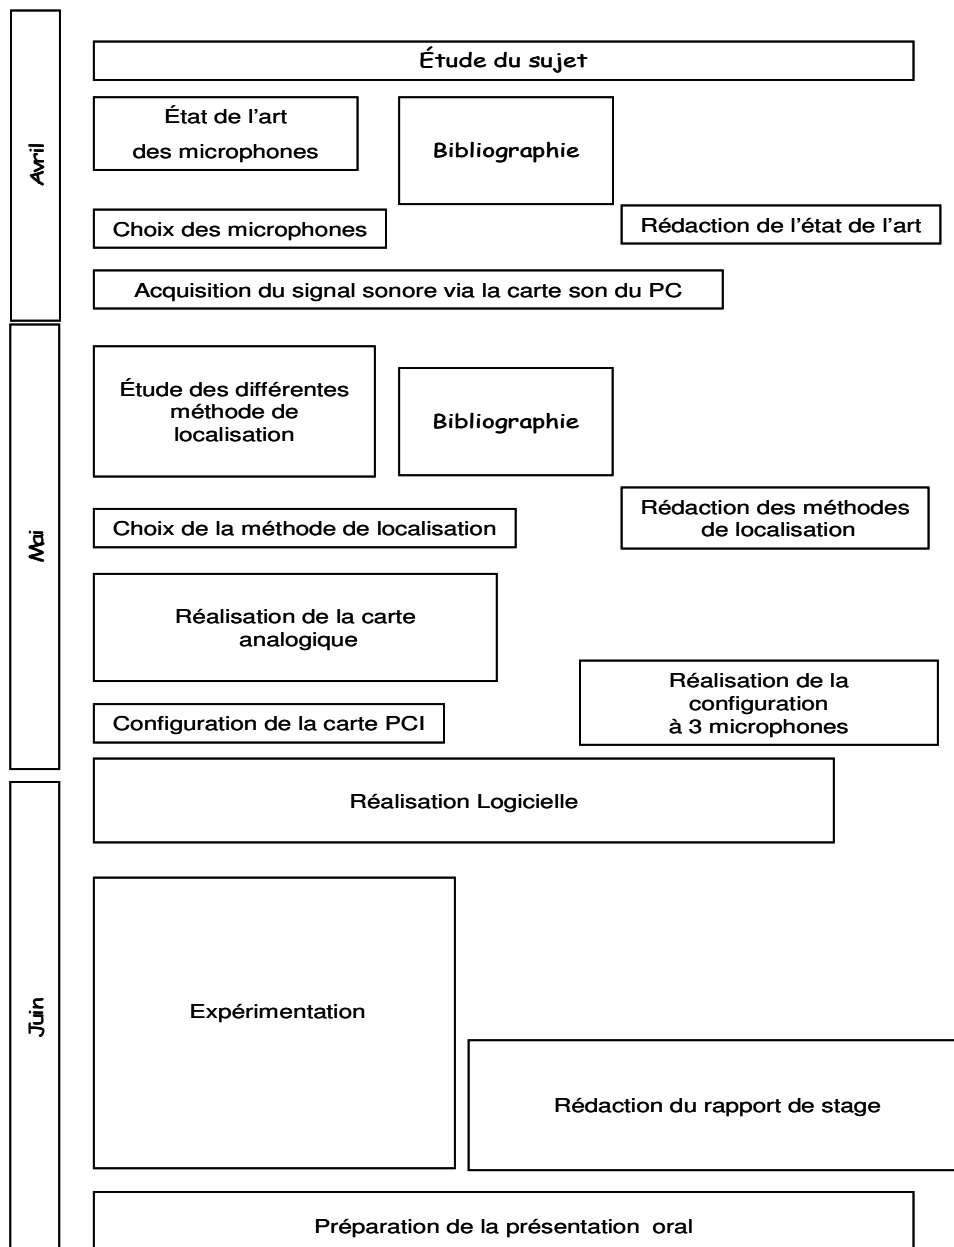 Avril
Étude du sujet
État de l'art
des microphones
Bibliographie
Choix des microphones
Rédaction de l'état de l'art
Acquisition du signal sonore via la carte son du PC
Mai
Étude des différentes
méthode de
localisation
Bibliographie
Choix de la méthode de localisation
Rédaction des méthodes
de localisation
Réalisation de la carte
analogique
Configuration de la carte PCI
Réalisation de la
configuration
à 3 microphones
Juin
Réalisation Logicielle
Expérimentation
Rédaction du rapport de stage
Préparation de la présentation oral